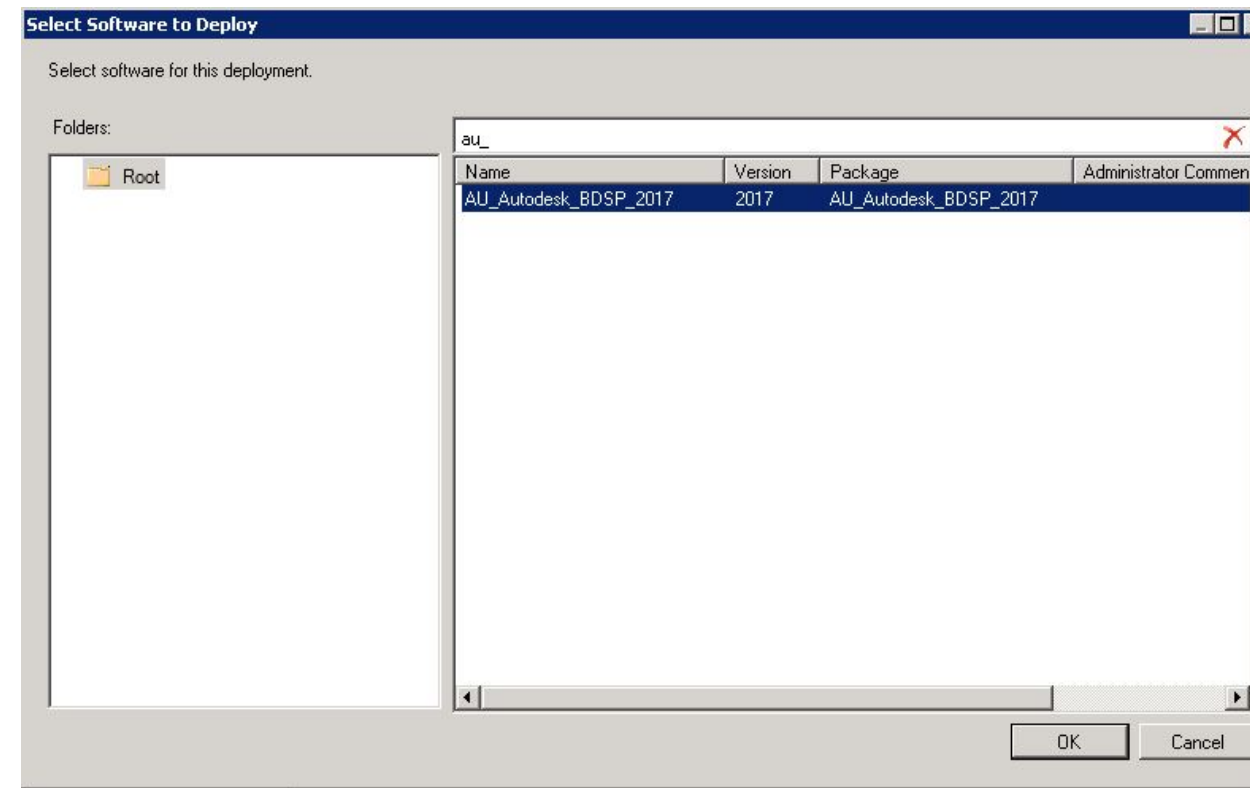 Select Software to Deploy
Select software for this deployment.
Folders:
au_
Root
Name Version Package Administrator Commen
AU_Autodesk_BDSP_2017 2017 AU_Autodesk_BDSP_2017
OK Cancel